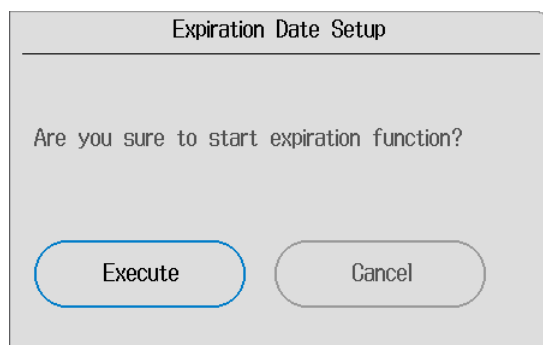 Expiration Date Setup
Are you sure to start expiration function?
Execute
Cancel